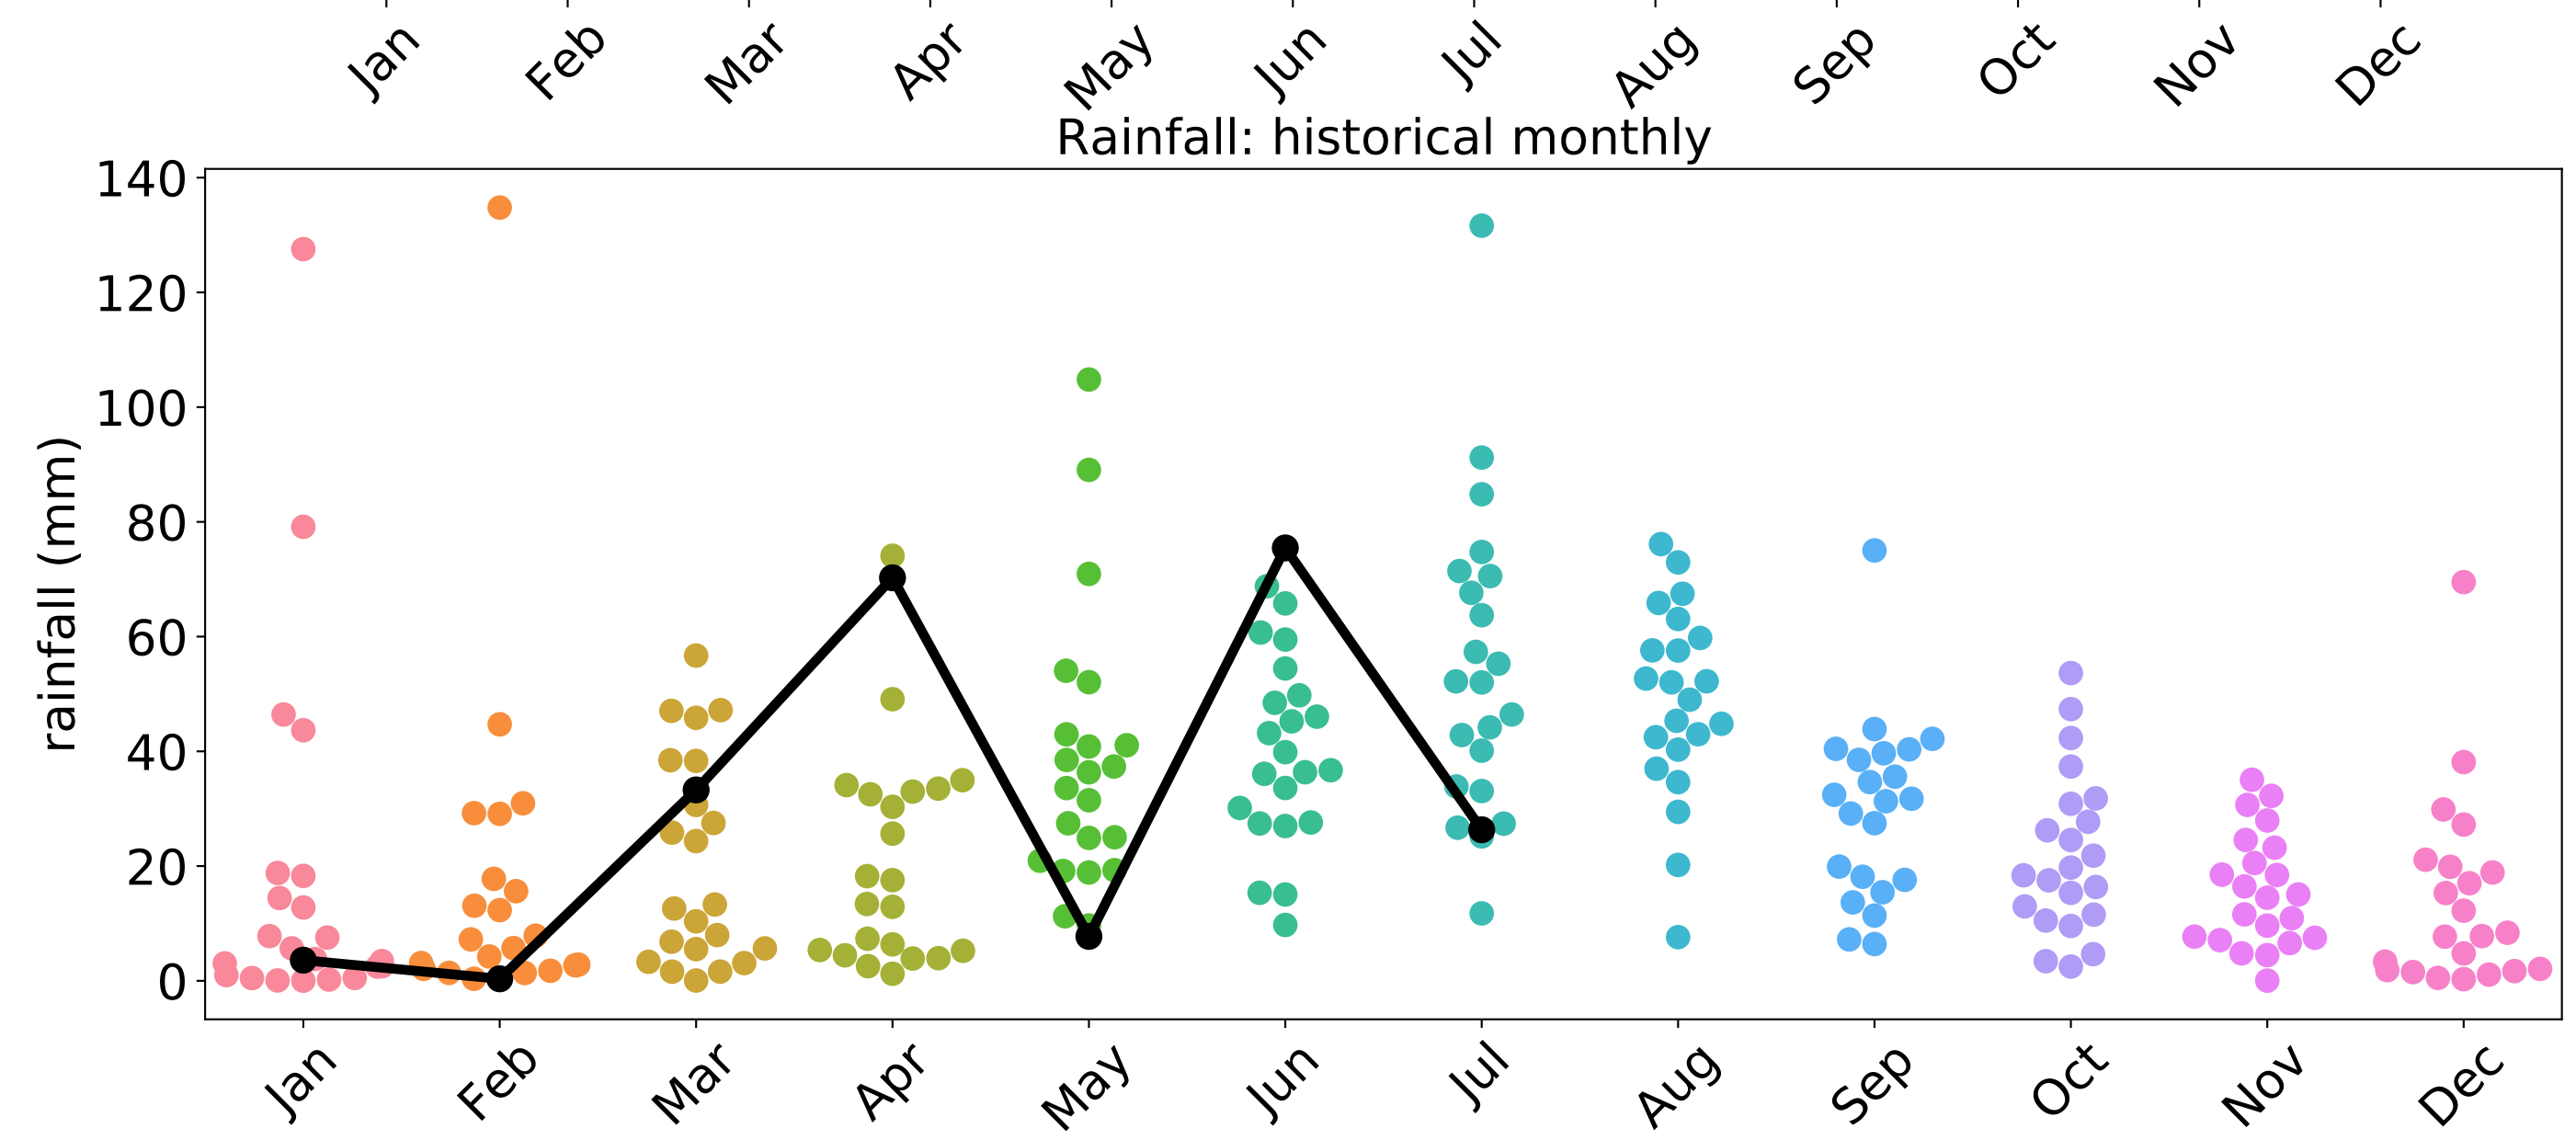 Jan Feb Mar Apr May Jun Jul Aug Sep Oct Nov Dec
Rainfall: historical monthly
140
120
100
80
60
40
20
0
rainfall (mm)
Jan Feb Mar Apr May Jun Jul Aug Sep Oct Nov Dec